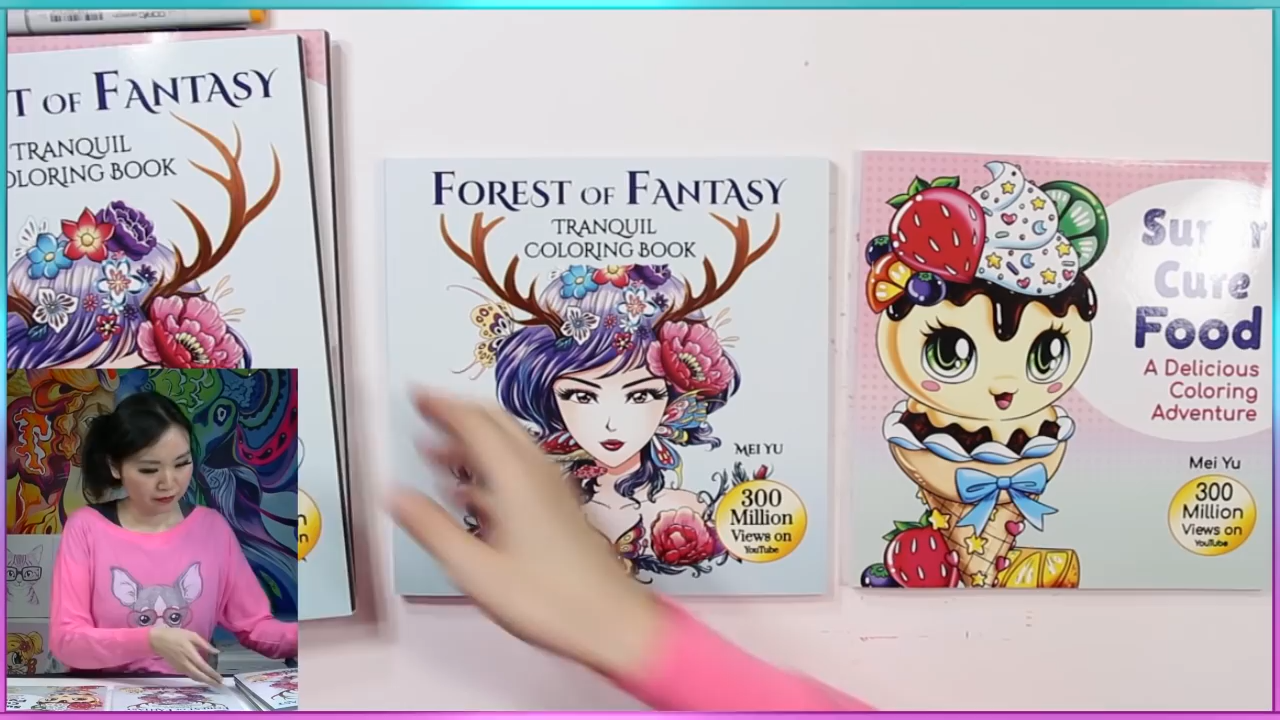 T OF FANTASY
TRANQUIL
OLORING BOOK
FOREST OF FANTASY
TRANQUIL
COLORING BOOK
MEI YU
300
Million
Views on
YouTube
Super
Cute
Food
A Delicious
Coloring
Adventure
Mei Yu
300
Million
Views on
YouTube